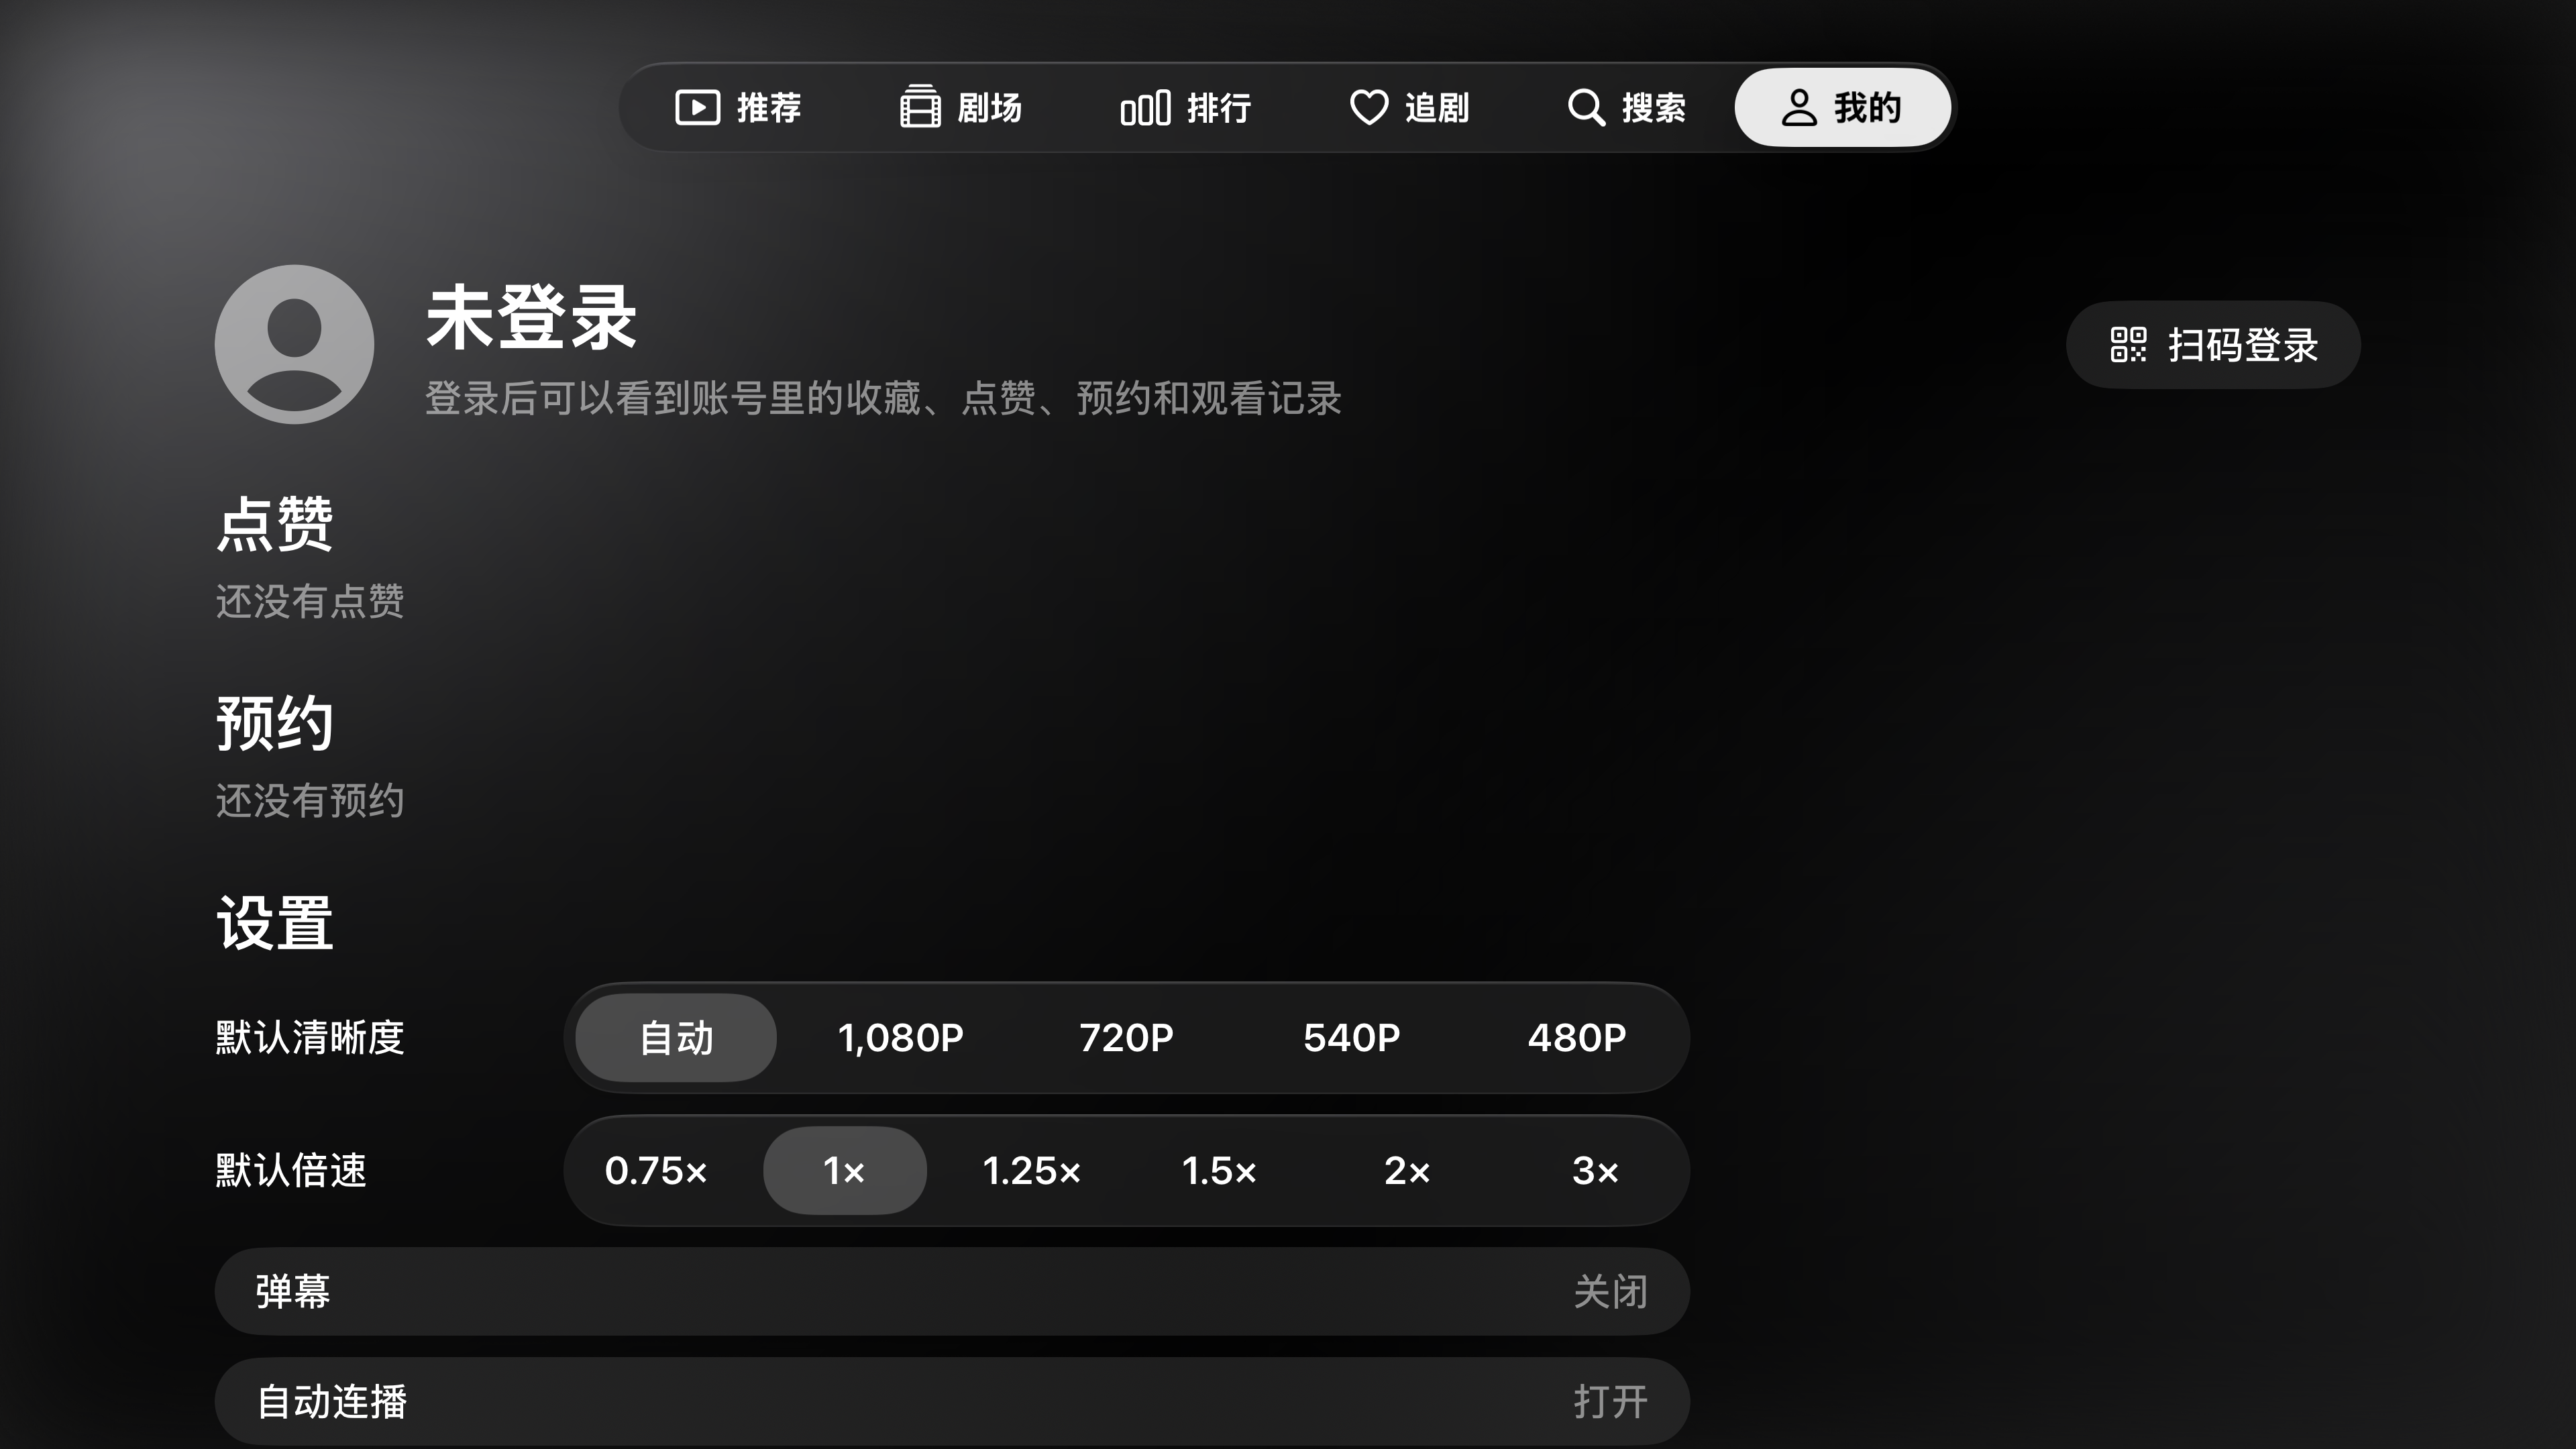 推荐 剧场 排行 追剧 搜索 我的
未登录
扫码登录
登录后可以看到账号里的收藏、点赞、预约和观看记录
点赞
还没有点赞
预约
还没有预约
设置
默认清晰度 自动 1,080P 720P 540P 480P
默认倍速 0.75× 1× 1.25× 1.5× 2× 3×
弹幕 关闭
自动连播 打开